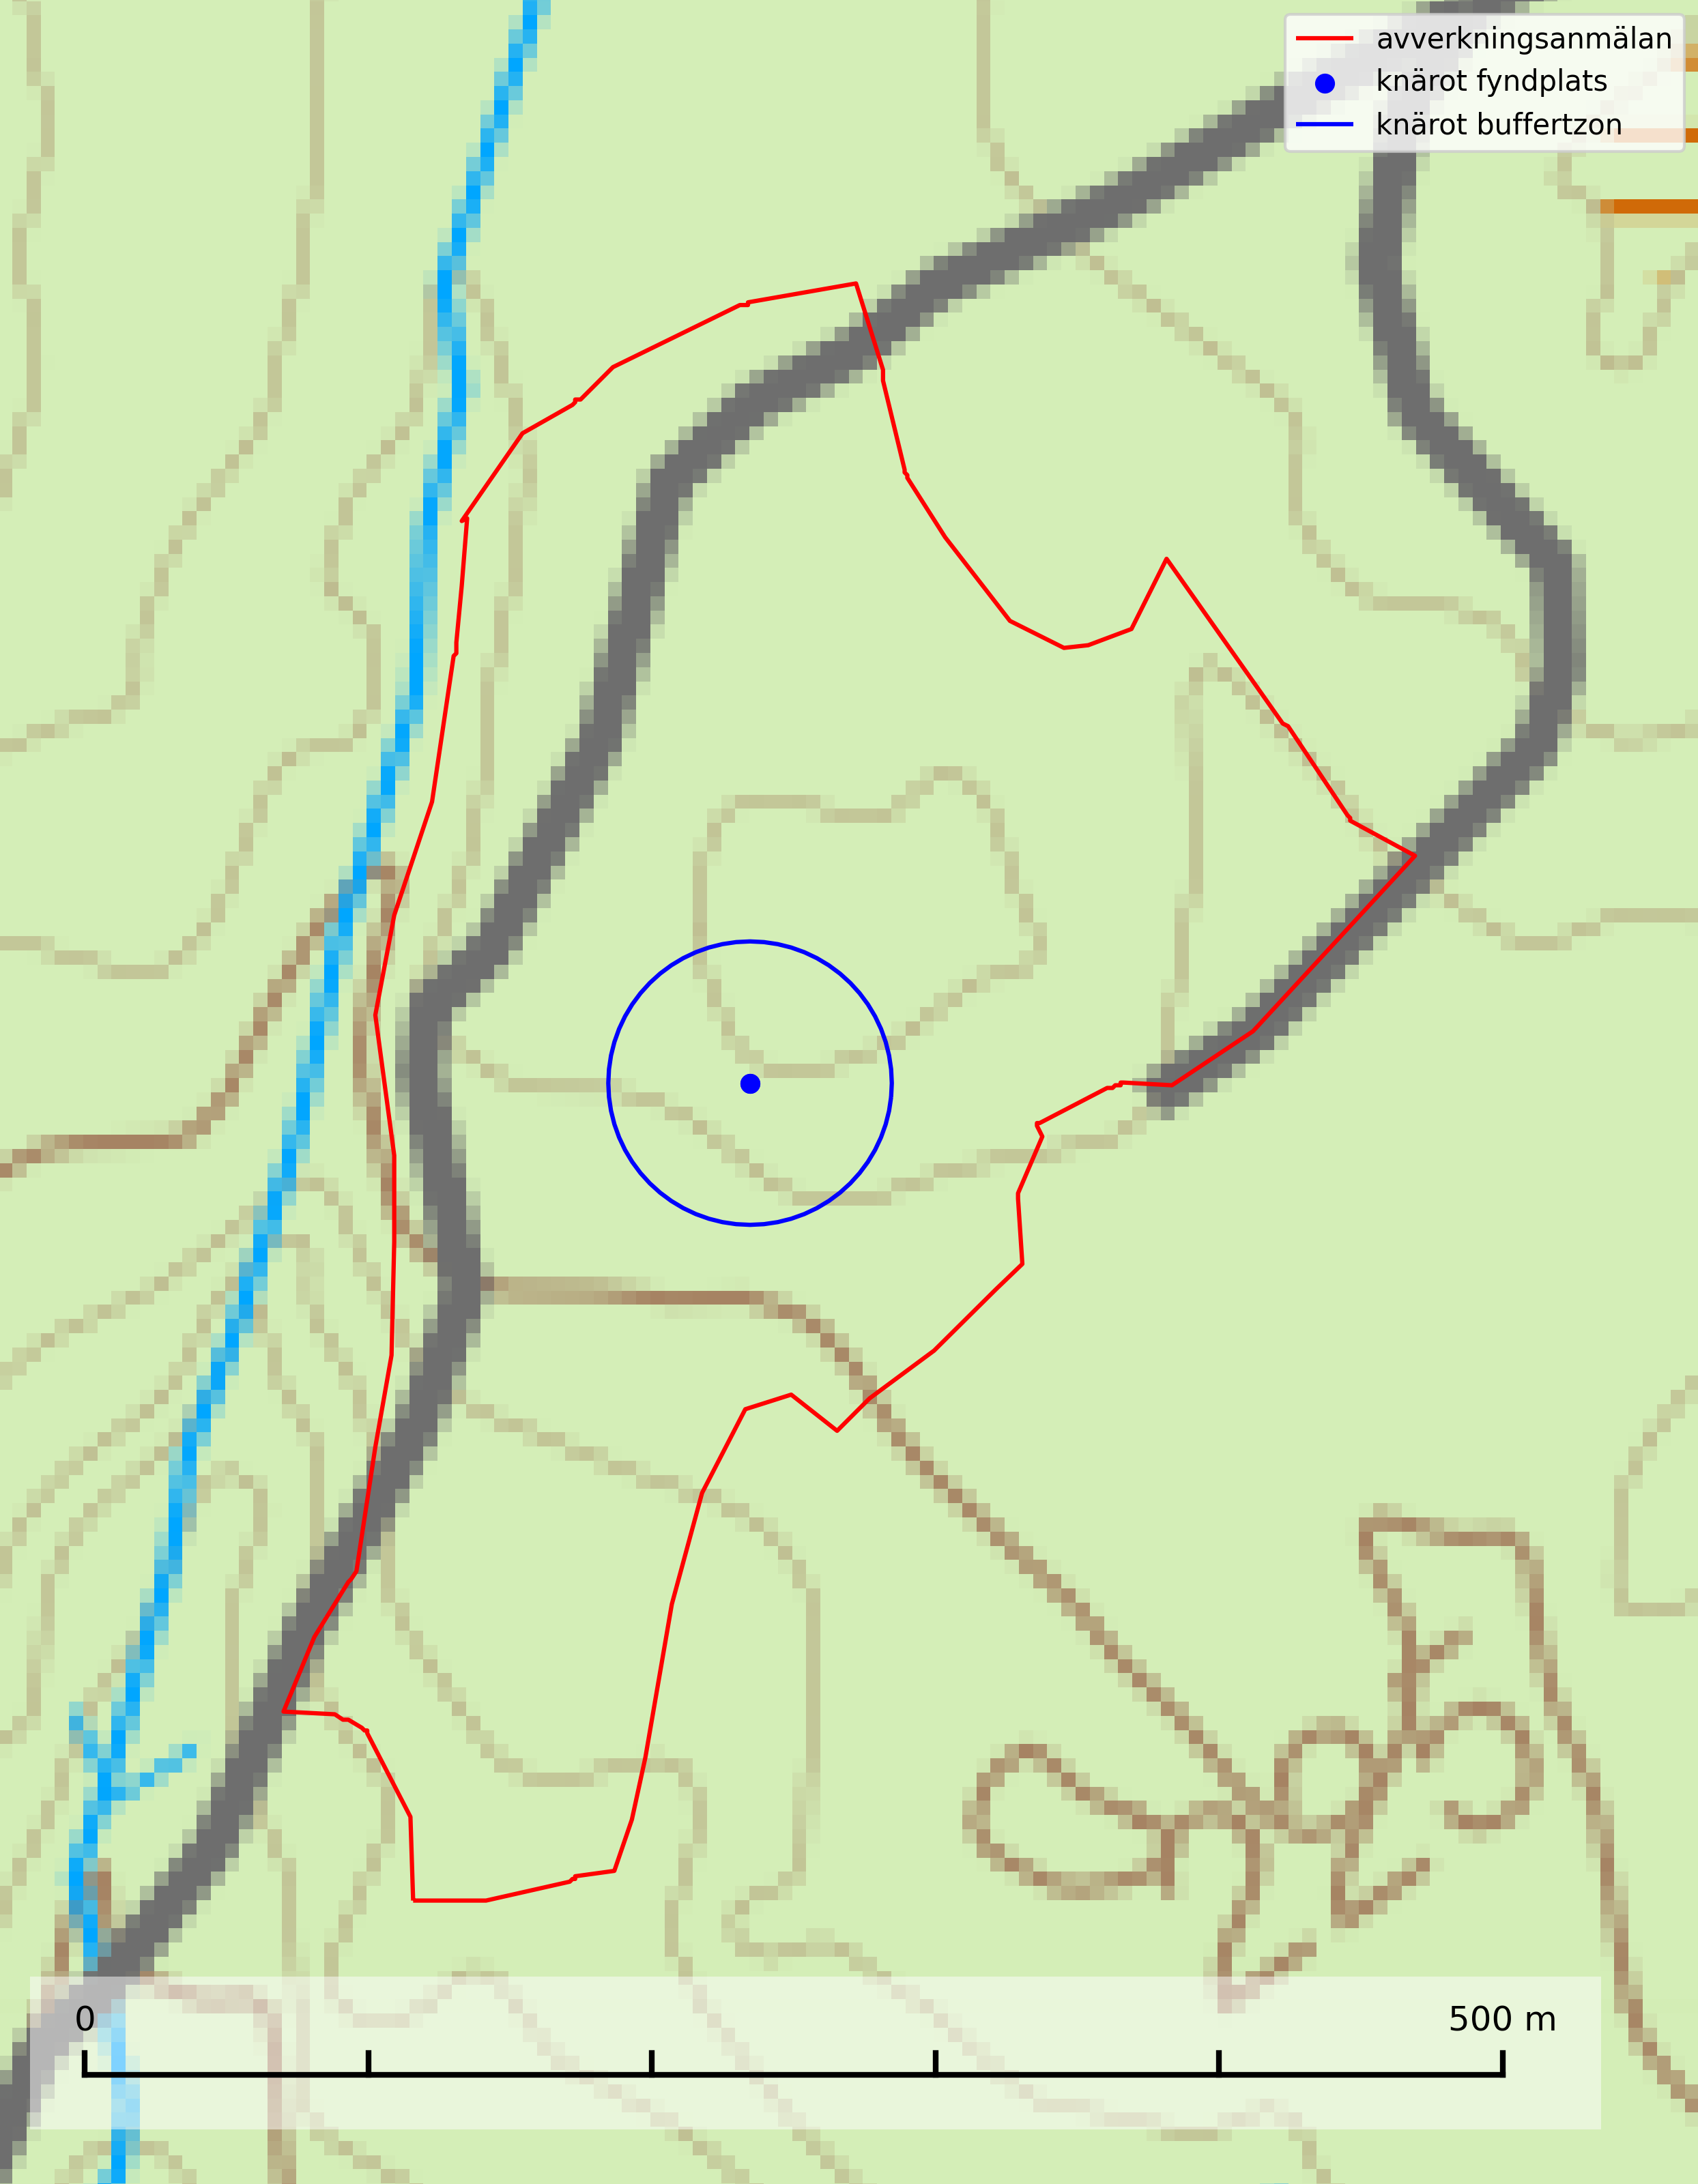 avverkningsanmälan
knärot fyndplats
knärot buffertzon
0 500 m